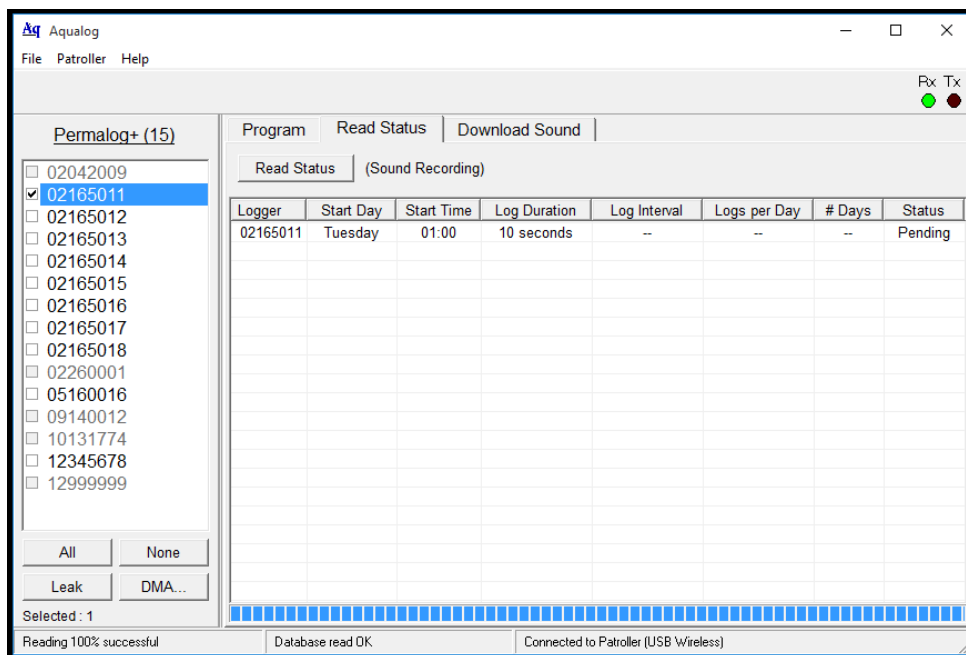 Aq Aqualog
File Patroller Help
Rx Tx
Permalog+ (15)
02042009
02165011
02165012
02165013
02165014
02165015
02165016
02165017
02165018
02260001
05160016
09140012
10131774
12345678
12999999
All None
Leak DMA...
Selected : 1
Program Read Status Download Sound
Read Status (Sound Recording)
Logger Start Day Start Time Log Duration Log Interval Logs per Day # Days Status
02165011 Tuesday 01:00 10 seconds -- -- -- Pending
Reading 100% successful Database read OK Connected to Patroller (USB Wireless)